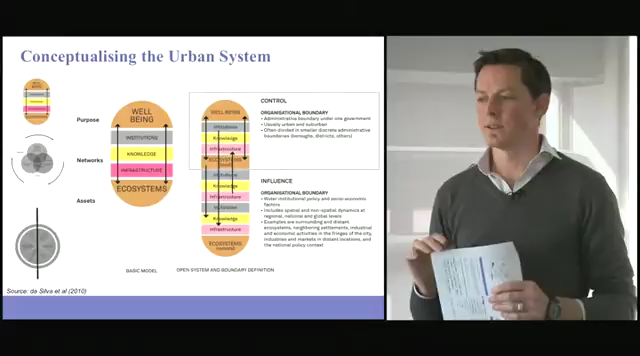 Conceptualising the Urban System
WELL
BEING
Purpose
Networks
Assets
WELL
BEING
INSTITUTIONS
KNOWLEDGE
INFRASTRUCTURE
ECOSYSTEMS
BASIC MODEL
WELL BEING
Institutions
Knowledge
Infrastructure
ECOSYSTEMS
Institutions
Knowledge
Infrastructure
Institutions
Knowledge
Infrastructure
ECOSYSTEMS
OPEN SYSTEM AND BOUNDARY DEFINITION
CONTROL
ORGANISATIONAL BOUNDARY
• Administrative boundary under one government
• Usually urban and suburban
• Often divided in smaller discrete administrative
boundaries (boroughs, districts, others)
INFLUENCE
ORGANISATIONAL BOUNDARY
• Wider institutional policy and socio-economic
factors
• Includes spatial and non-spatial dynamics at
regional, national and global levels
• Examples are surrounding and distant
ecosystems, neighbouring settlements, industrial
and economic activities in the fringes of the city,
industries and markets in distant locations, and
the national policy context
Source: da Silva et al (2010)